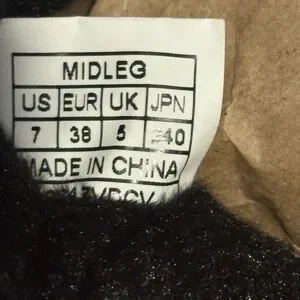 MIDLEG
US EUR UK JPN
7 38 5 240
MADE IN CHINA